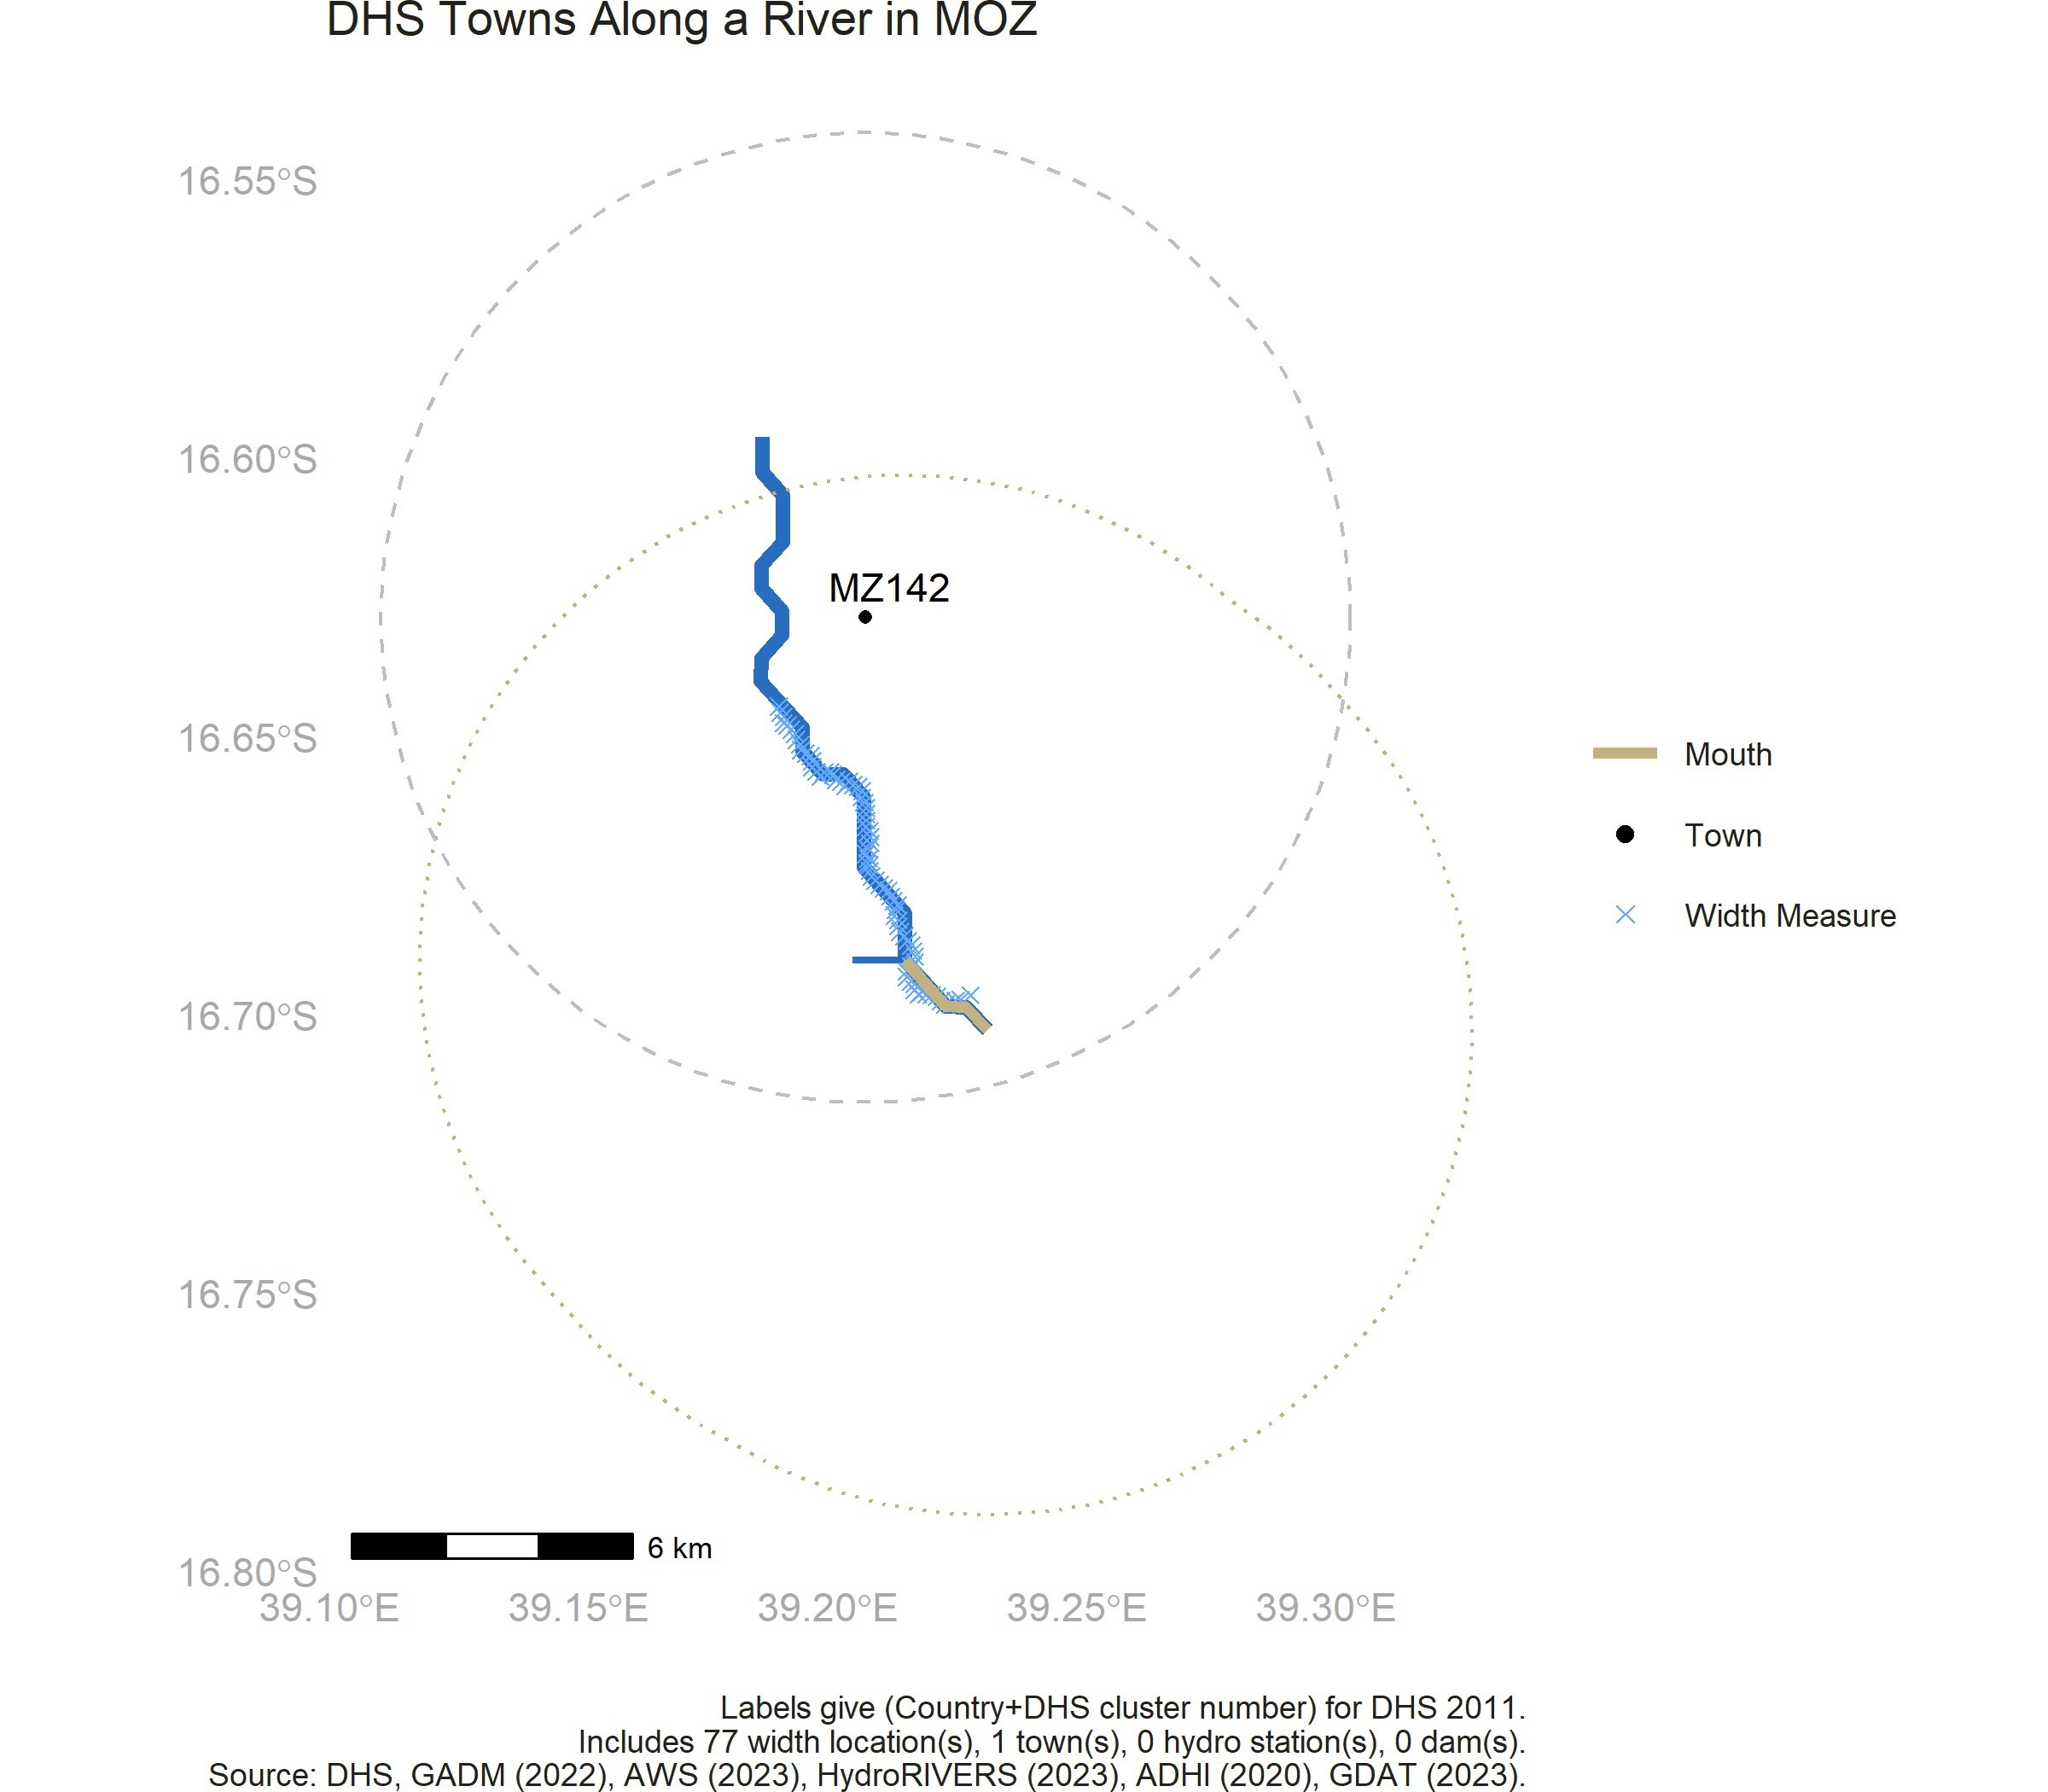 DHS Towns Along a River in MOZ
16.55°S
16.60°S
MZ142
16.65°S
Mouth
Town
Width Measure
16.70°S
16.75°S
6 km
16.80°S
39.10°E 39.15°E 39.20°E 39.25°E 39.30°E
Labels give (Country+DHS cluster number) for DHS 2011.
Includes 77 width location(s), 1 town(s), 0 hydro station(s), 0 dam(s).
Source: DHS, GADM (2022), AWS (2023), HydroRIVERS (2023), ADHI (2020), GDAT (2023).